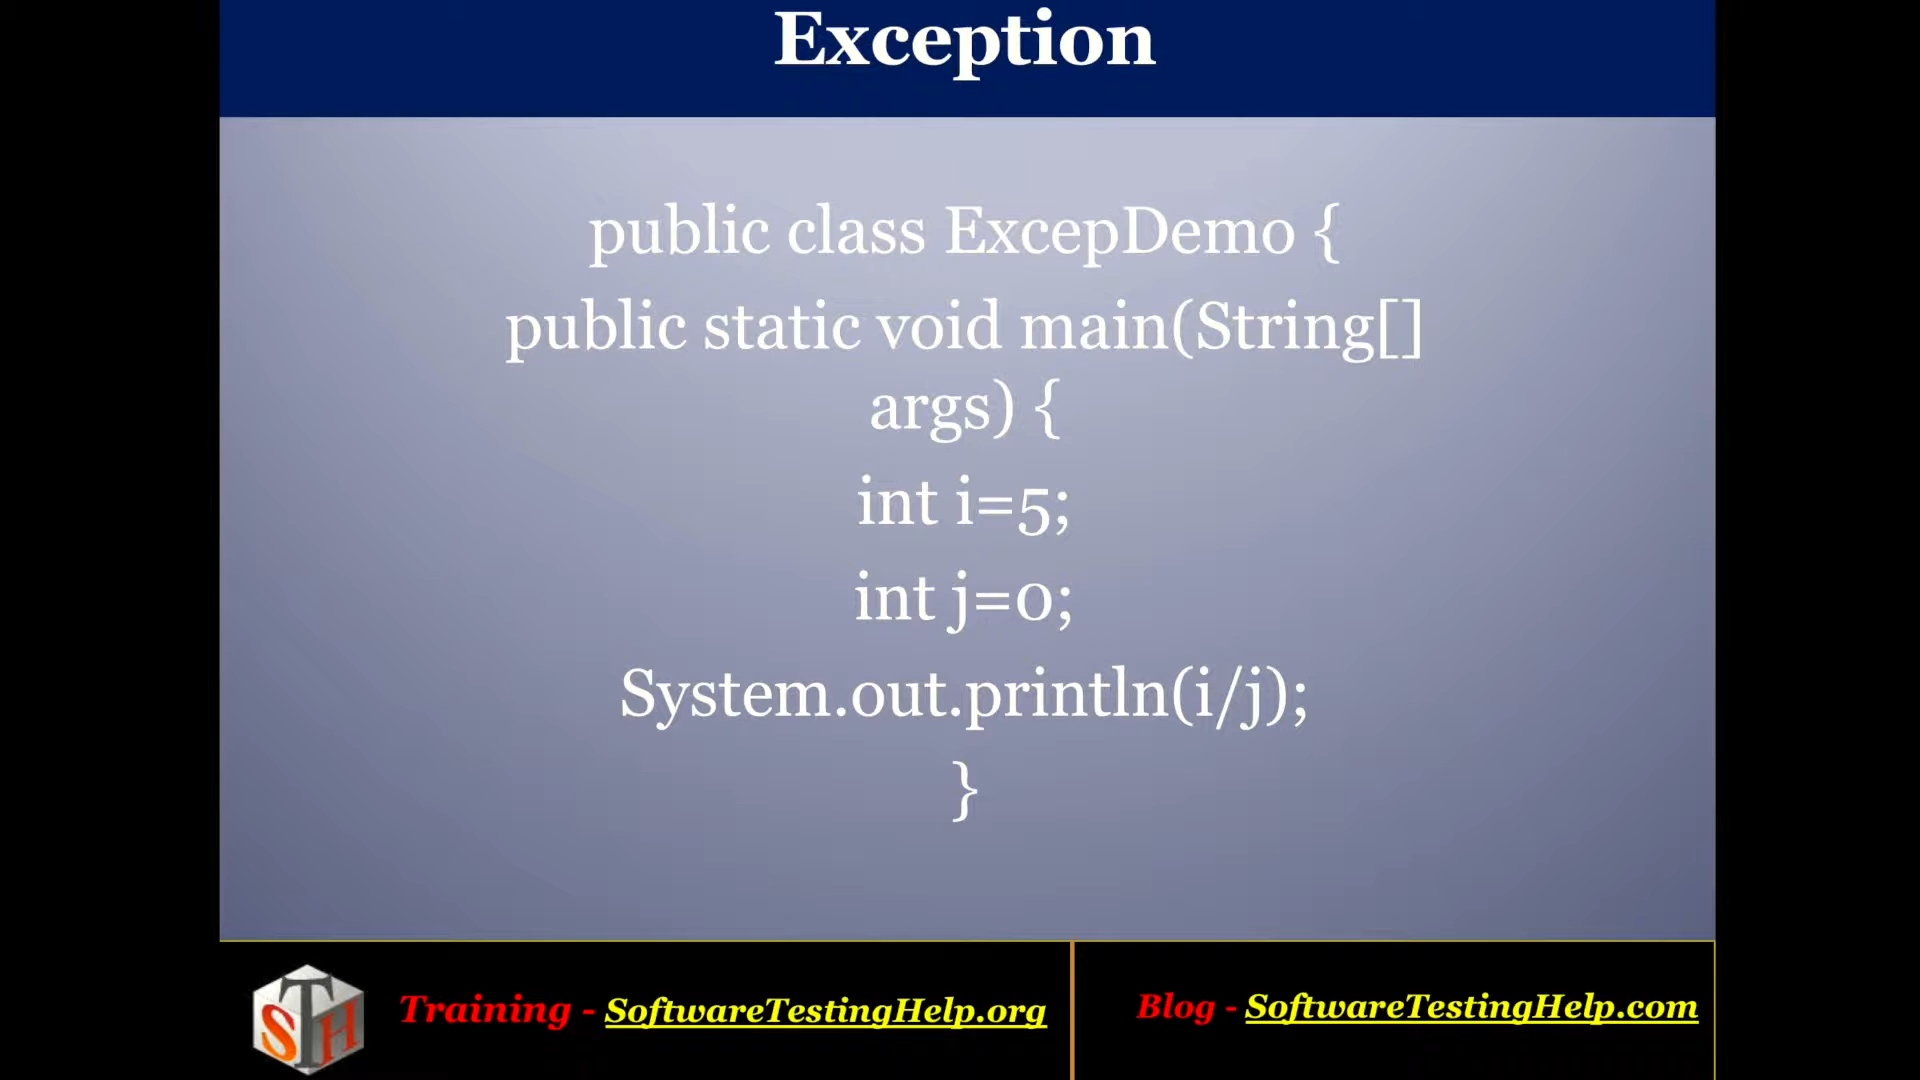 Exception
public class ExcepDemo {
public static void main(String[]
args) {
int i=5;
int j=0;
System.out.println(i/j);
}
STH
Training - SoftwareTestingHelp.org
Blog - SoftwareTestingHelp.com